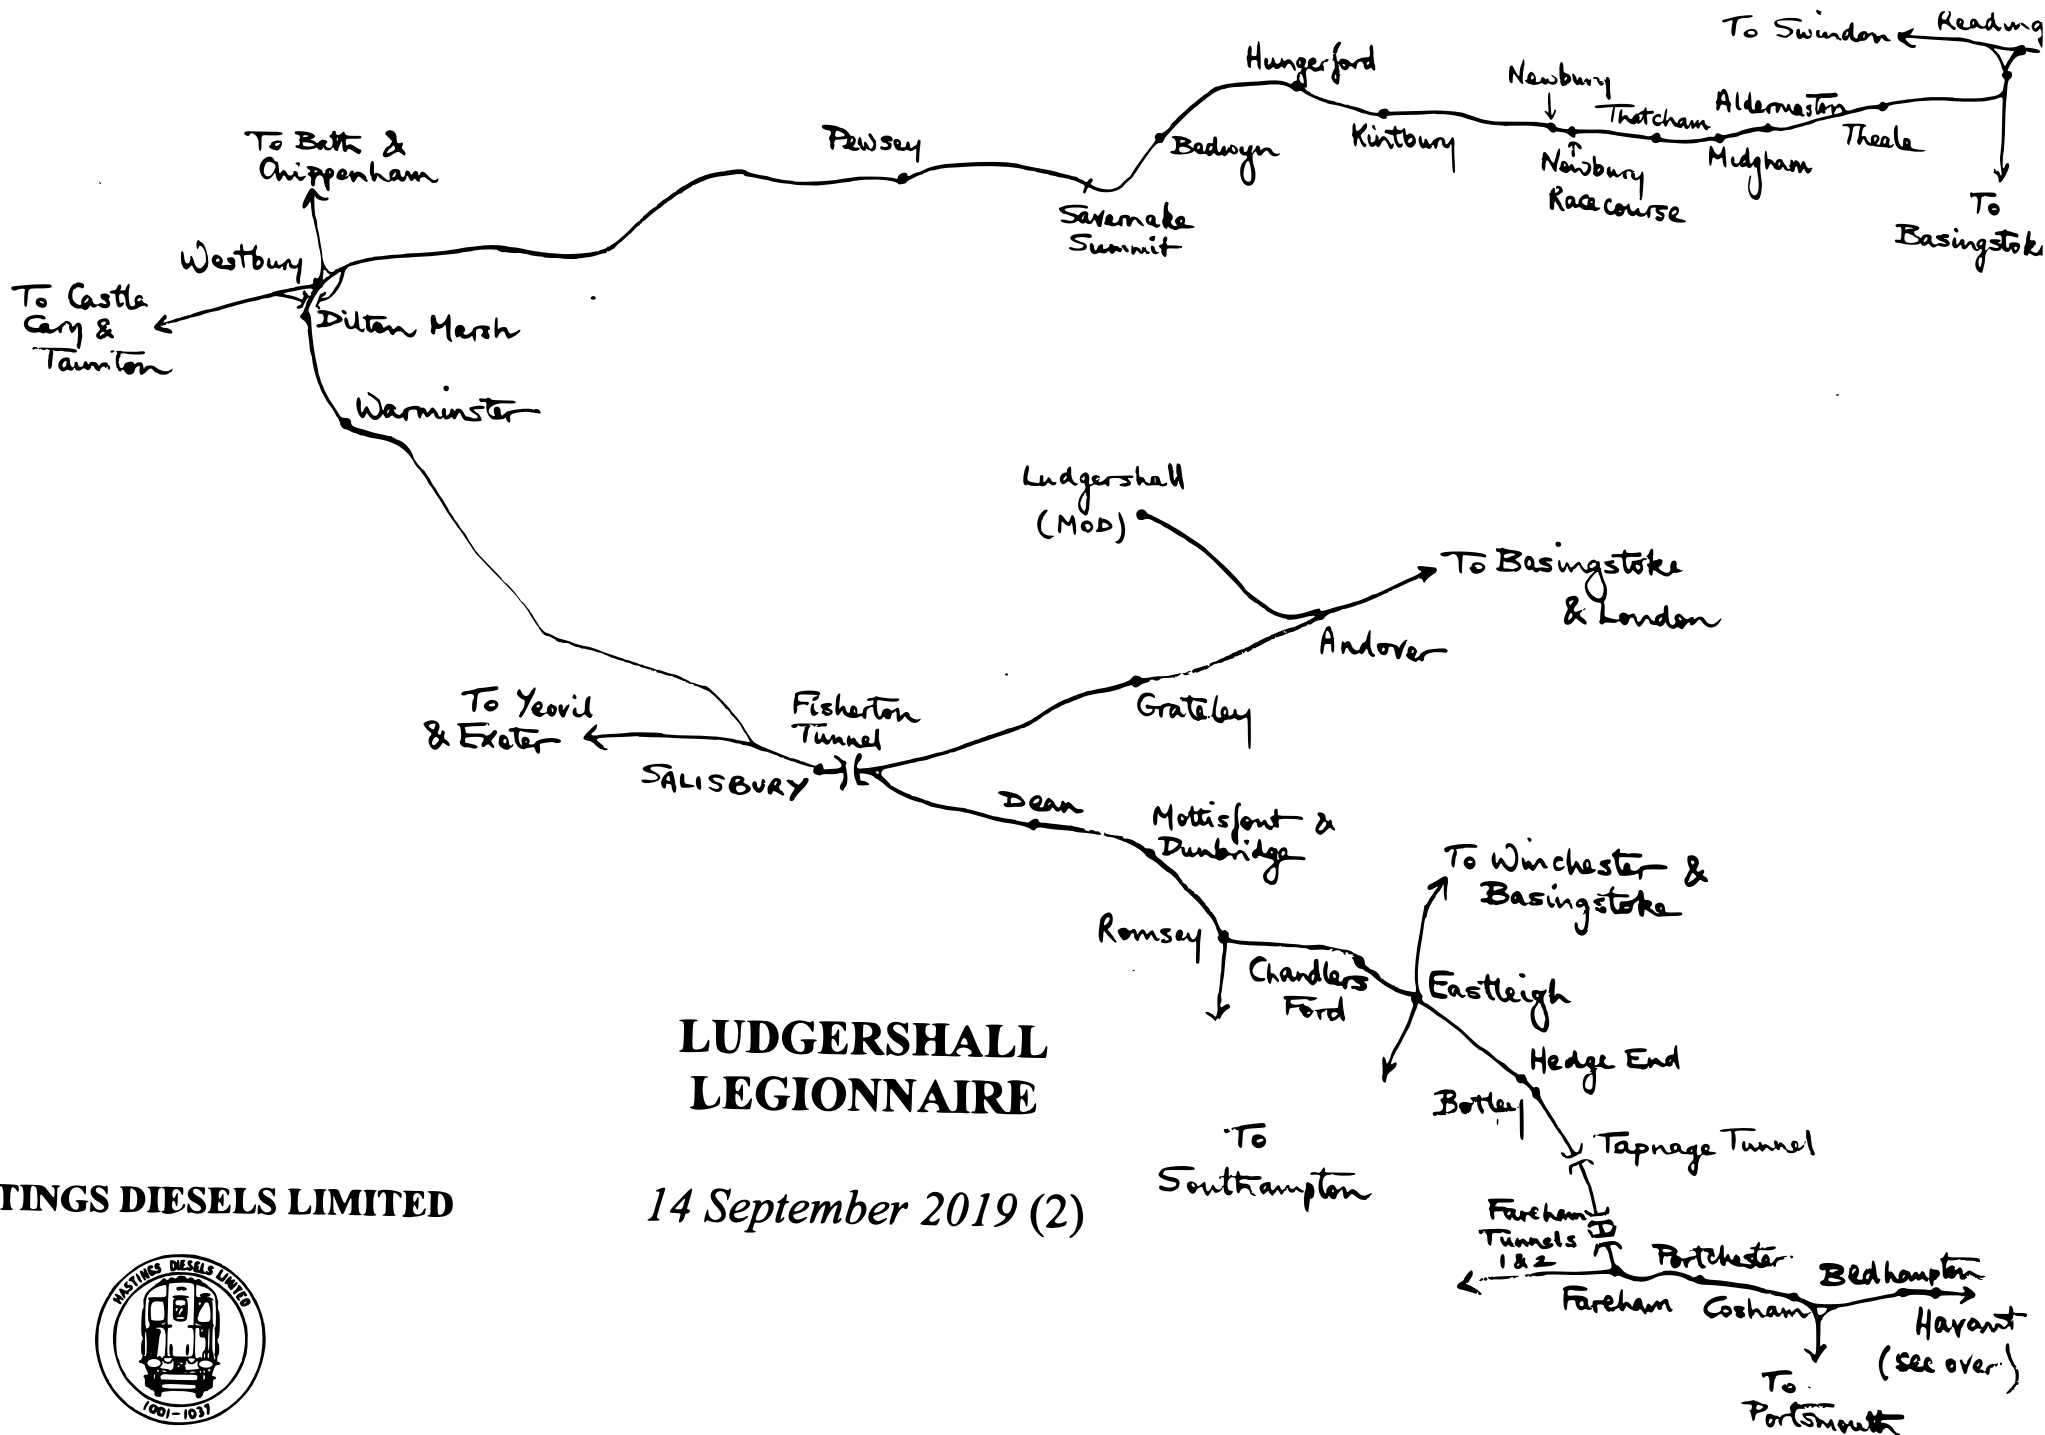 To Swindon
Reading
Hungerford
Newbury
Thatcham
Aldermaston
Theale
Kintbury
Midgham
Newbury
Racecourse
To
Basingstok
Bedwyn
Pewsey
Savernake
Summit
To Bath &
Chippenham
Westbury
To Castle
Cary &
Taunton
Dilton Marsh
Warminster
Ludgershall
(MOD)
To Basingstoke
& London
Andover
Grateley
To Yeovil
& Exeter
Fisherton
Tunnel
SALISBURY
Dean
Mottisfont &
Dunbridge
To Winchester &
Basingstoke
Romsey
Chandlers
Ford
Eastleigh
Hedge End
Botley
Tapnage Tunnel
To
Southampton
Fareham
Tunnels
1 & 2
Portchester
Bedhampton
Fareham
Cosham
Havant
(see over)
To
Portsmouth
LUDGERSHALL
LEGIONNAIRE
14 September 2019 (2)
TINGS DIESELS LIMITED
HASTINGS DIESELS LIMITED
1001-1037